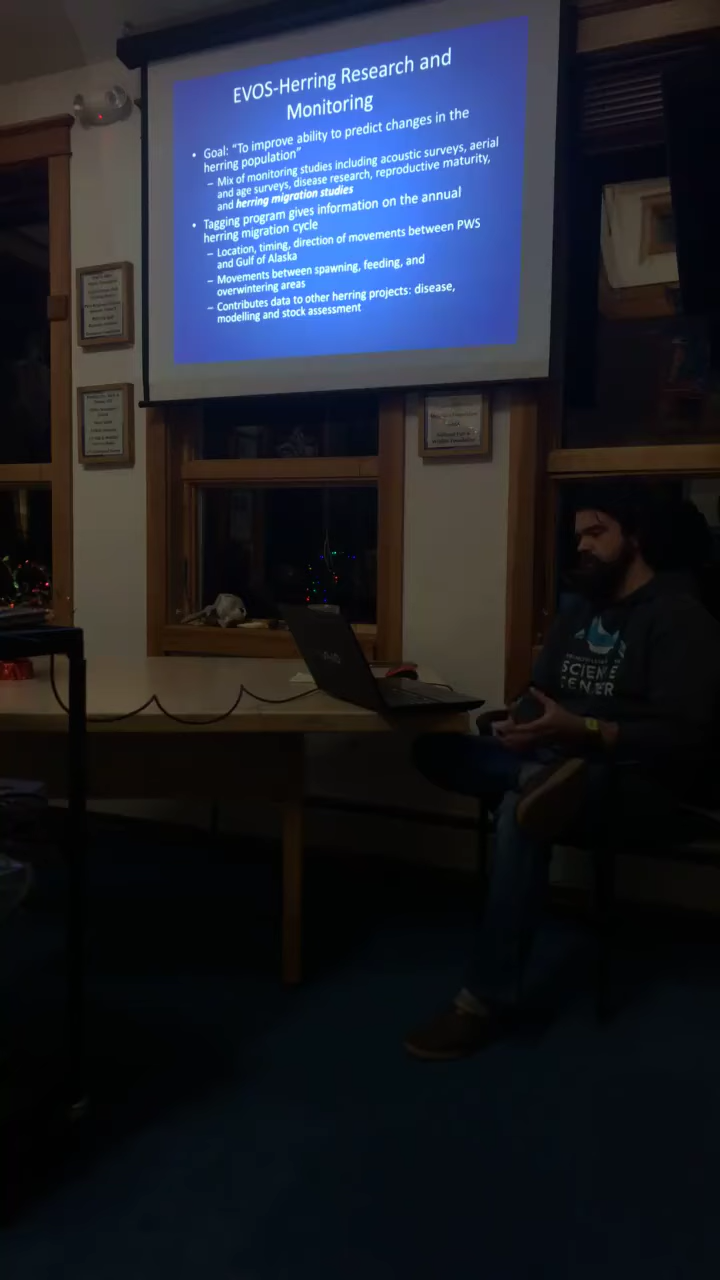 EVOS-Herring Research and
Monitoring
• Goal: “To improve ability to predict changes in the
herring population”
– Mix of monitoring studies including acoustic surveys, aerial
and age surveys, disease research, reproductive maturity,
and herring migration studies
• Tagging program gives information on the annual
herring migration cycle
– Location, timing, direction of movements between PWS
and Gulf of Alaska
– Movements between spawning, feeding, and
overwintering areas
– Contributes data to other herring projects: disease,
modelling and stock assessment
SCIENCE
CENTER